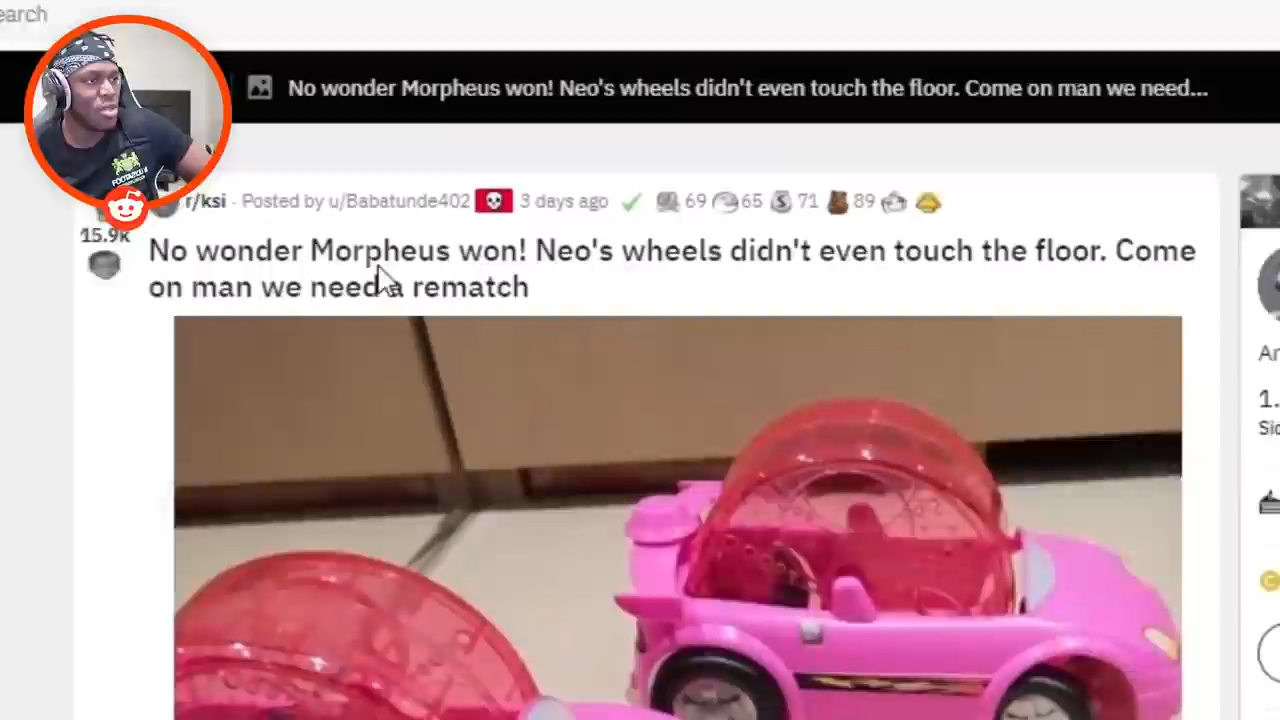 earch
No wonder Morpheus won! Neo's wheels didn't even touch the floor. Come on man we need...
r/ksi · Posted by u/Babatunde402 3 days ago 69 65 71 89
15.9k
No wonder Morpheus won! Neo's wheels didn't even touch the floor. Come
on man we need a rematch
Ar
1.
Sid